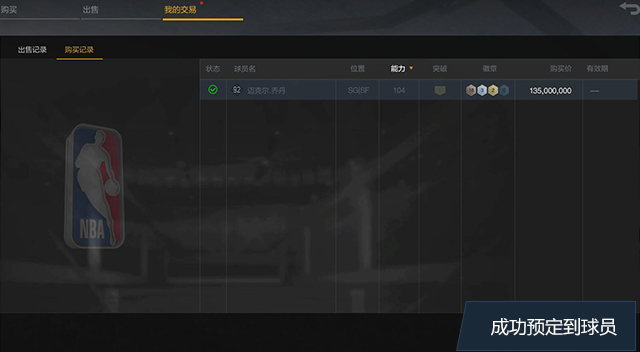 购买 出售 我的交易
出售记录 购买记录
状态 球员名 位置 能力 突破 徽章 购买价 有效期
92 迈克尔.乔丹 SG|SF 104 135,000,000 ––
NBA
成功预定到球员